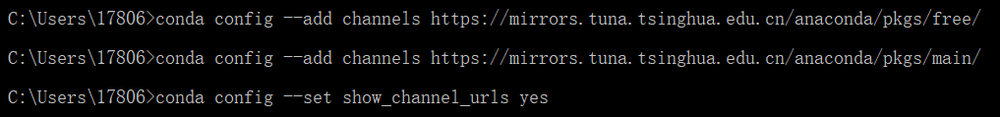 C:\Users\17806>conda config --add channels https://mirrors.tuna.tsinghua.edu.cn/anaconda/pkgs/free/
C:\Users\17806>conda config --add channels https://mirrors.tuna.tsinghua.edu.cn/anaconda/pkgs/main/
C:\Users\17806>conda config --set show_channel_urls yes